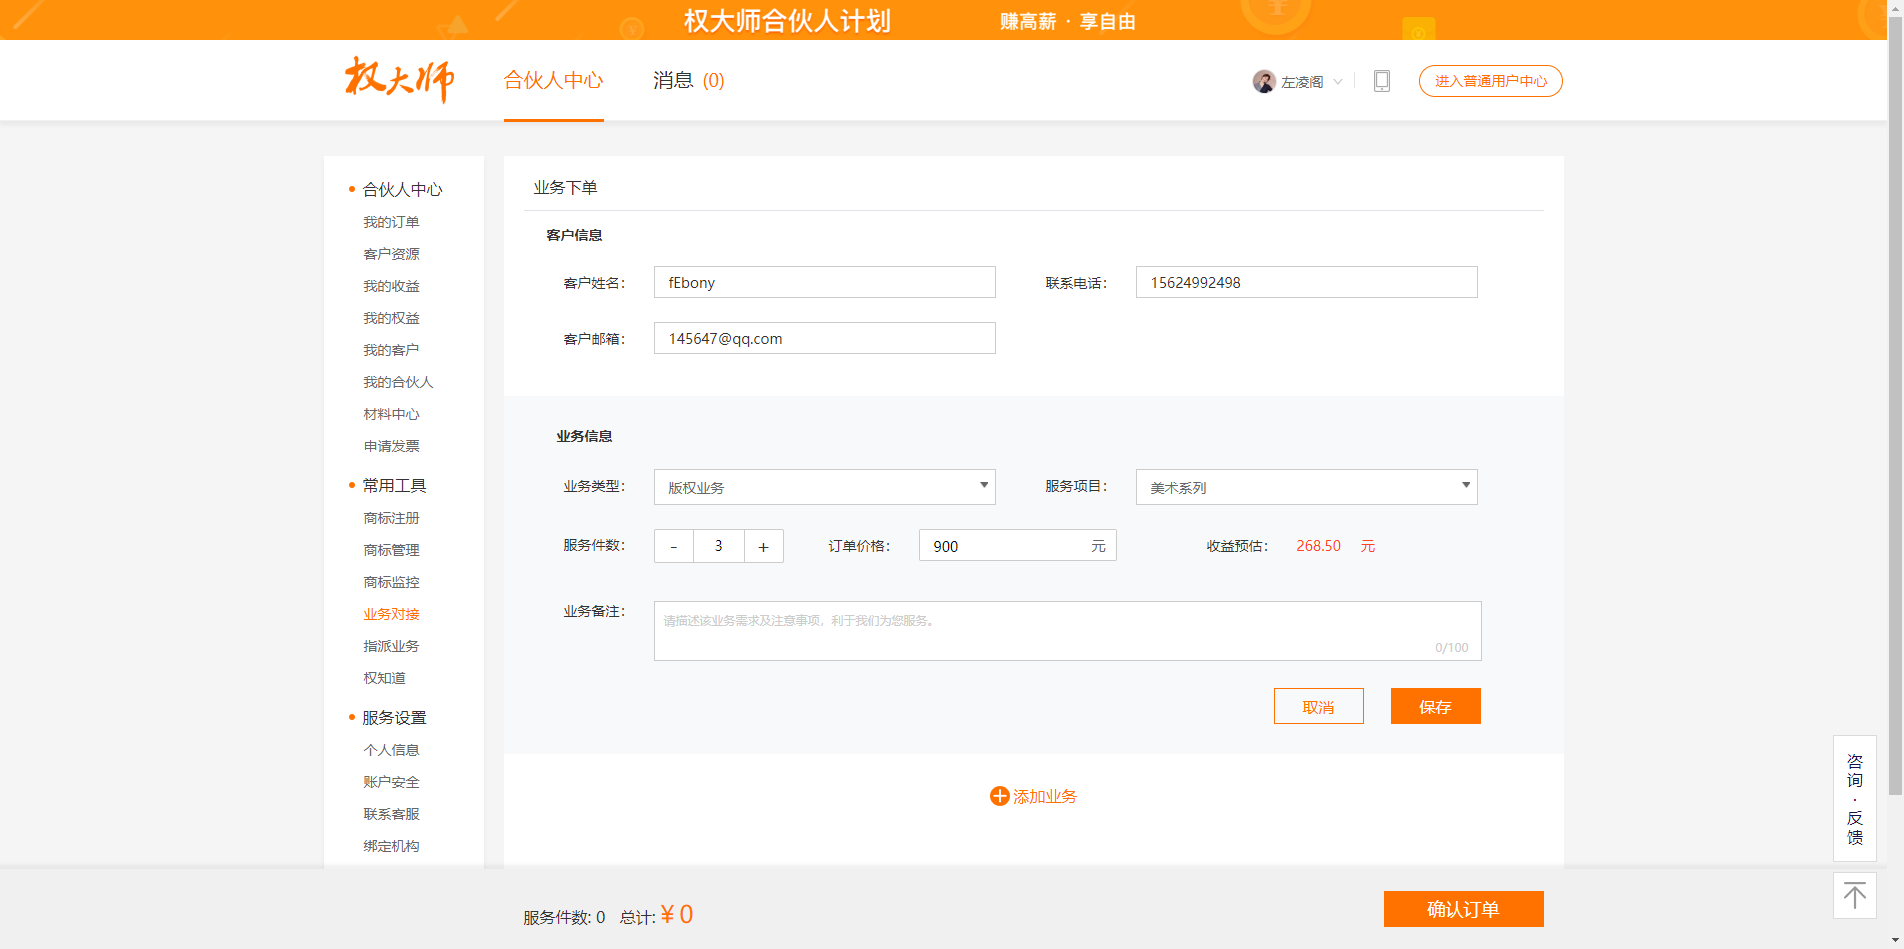 权大师合伙人计划 赚高薪 · 享自由
权大师 合伙人中心 消息 (0) 左凌阁 进入普通用户中心
合伙人中心
我的订单
客户资源
我的收益
我的权益
我的客户
我的合伙人
材料中心
申请发票
常用工具
商标注册
商标管理
商标监控
业务对接
指派业务
权知道
服务设置
个人信息
账户安全
联系客服
绑定机构
业务下单
客户信息
客户姓名： fEbony 联系电话： 15624992498
客户邮箱： 145647@qq.com
业务信息
业务类型： 版权业务 服务项目： 美术系列
服务件数： - 3 + 订单价格： 900 元 收益预估： 268.50 元
业务备注： 请描述该业务需求及注意事项，利于我们为您服务。
0/100
取消 保存
添加业务
服务件数: 0 总计: ¥ 0 确认订单
咨
询
·
反
馈